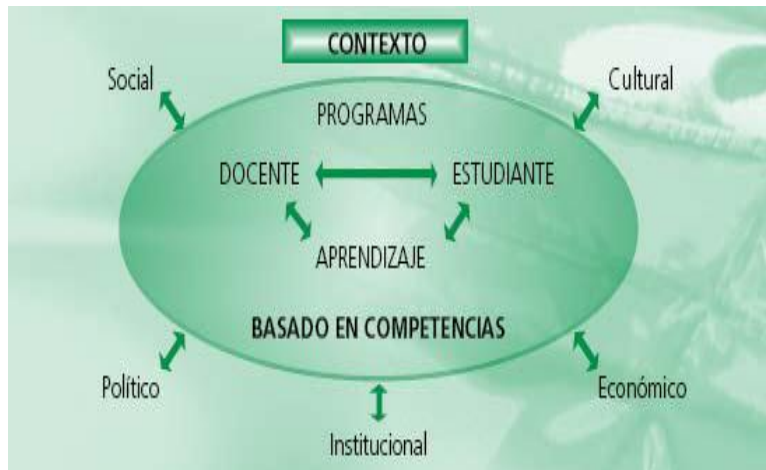 CONTEXTO
Social
Cultural
PROGRAMAS
DOCENTE
ESTUDIANTE
APRENDIZAJE
BASADO EN COMPETENCIAS
Político
Económico
Institucional